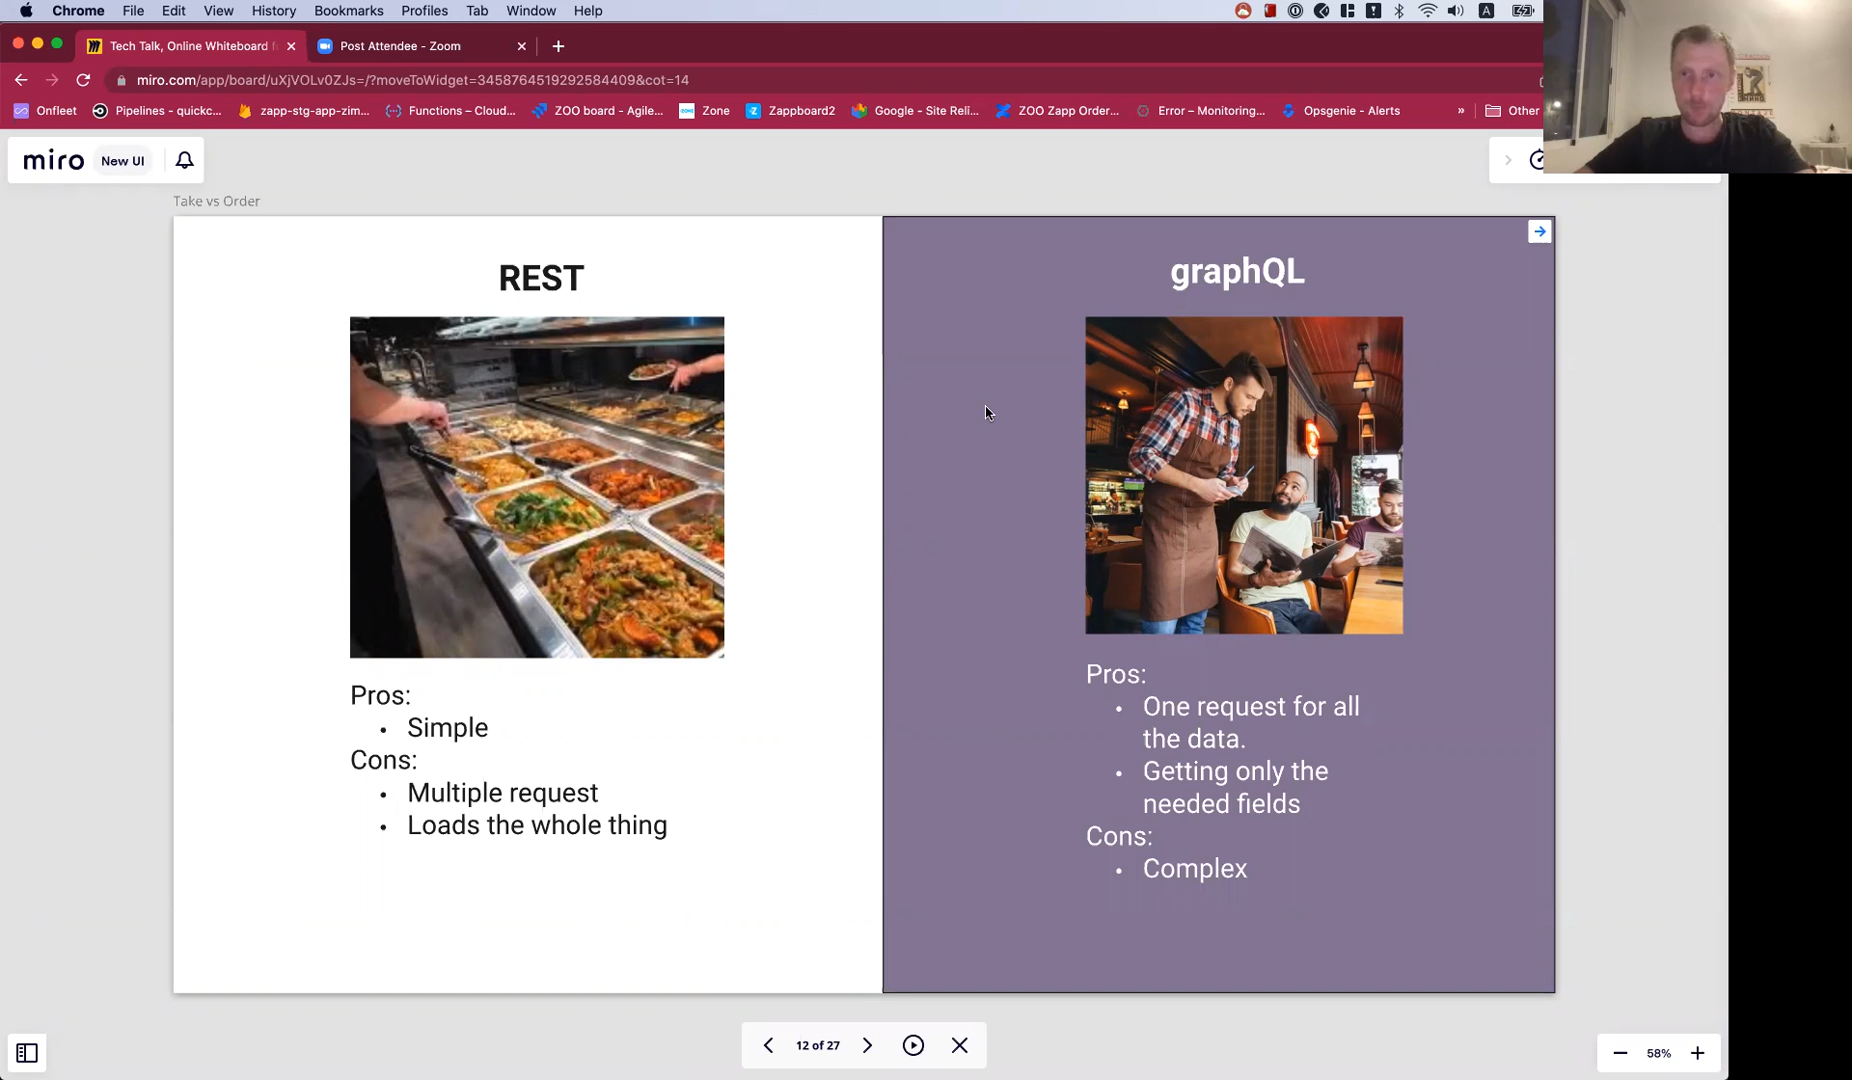 Chrome File Edit View History Bookmarks Profiles Tab Window Help
Tech Talk, Online Whiteboard f
Post Attendee - Zoom
miro.com/app/board/uXjVOLv0ZJs=/?moveToWidget=3458764519292584409&cot=14
Onfleet
Pipelines - quickc...
zapp-stg-app-zim...
Functions – Cloud...
ZOO board - Agile...
Zone
Zappboard2
Google - Site Reli...
ZOO Zapp Order...
Error – Monitoring...
Opsgenie - Alerts
»
Other
miro
New UI
Take vs Order
REST
Pros:
• Simple
Cons:
• Multiple request
• Loads the whole thing
graphQL
Pros:
• One request for all
the data.
• Getting only the
needed fields
Cons:
• Complex
12 of 27
58%